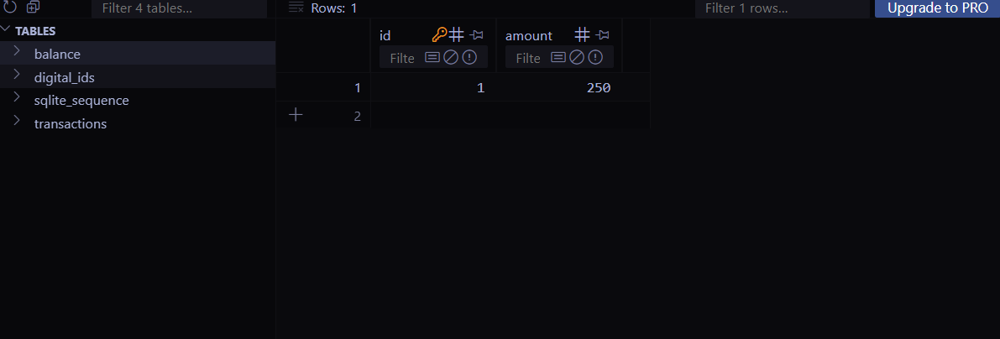 Filter 4 tables...
Rows: 1
Filter 1 rows...
Upgrade to PRO
TABLES
balance
digital_ids
sqlite_sequence
transactions
id
amount
Filte
Filte
1
1
250
2